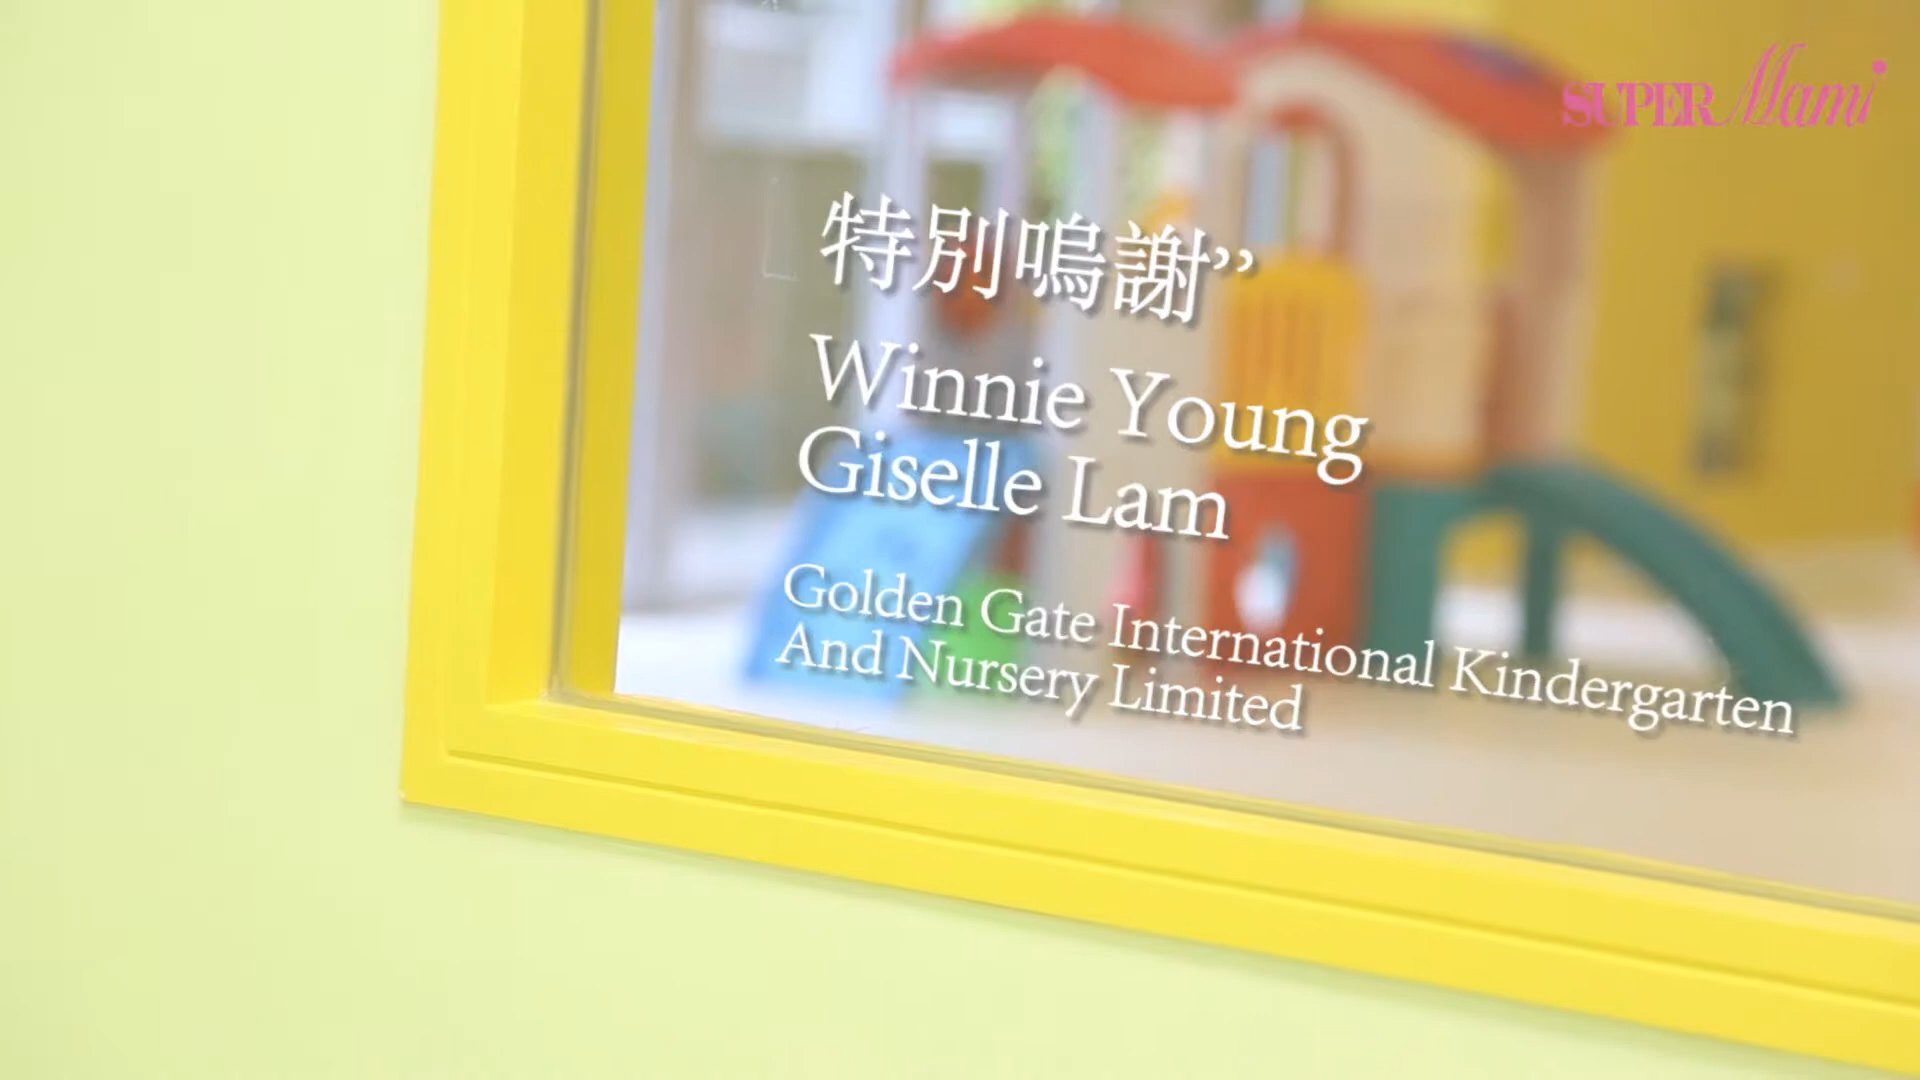 SUPER Mami
特別鳴謝”
Winnie Young
Giselle Lam
Golden Gate International Kindergarten
And Nursery Limited